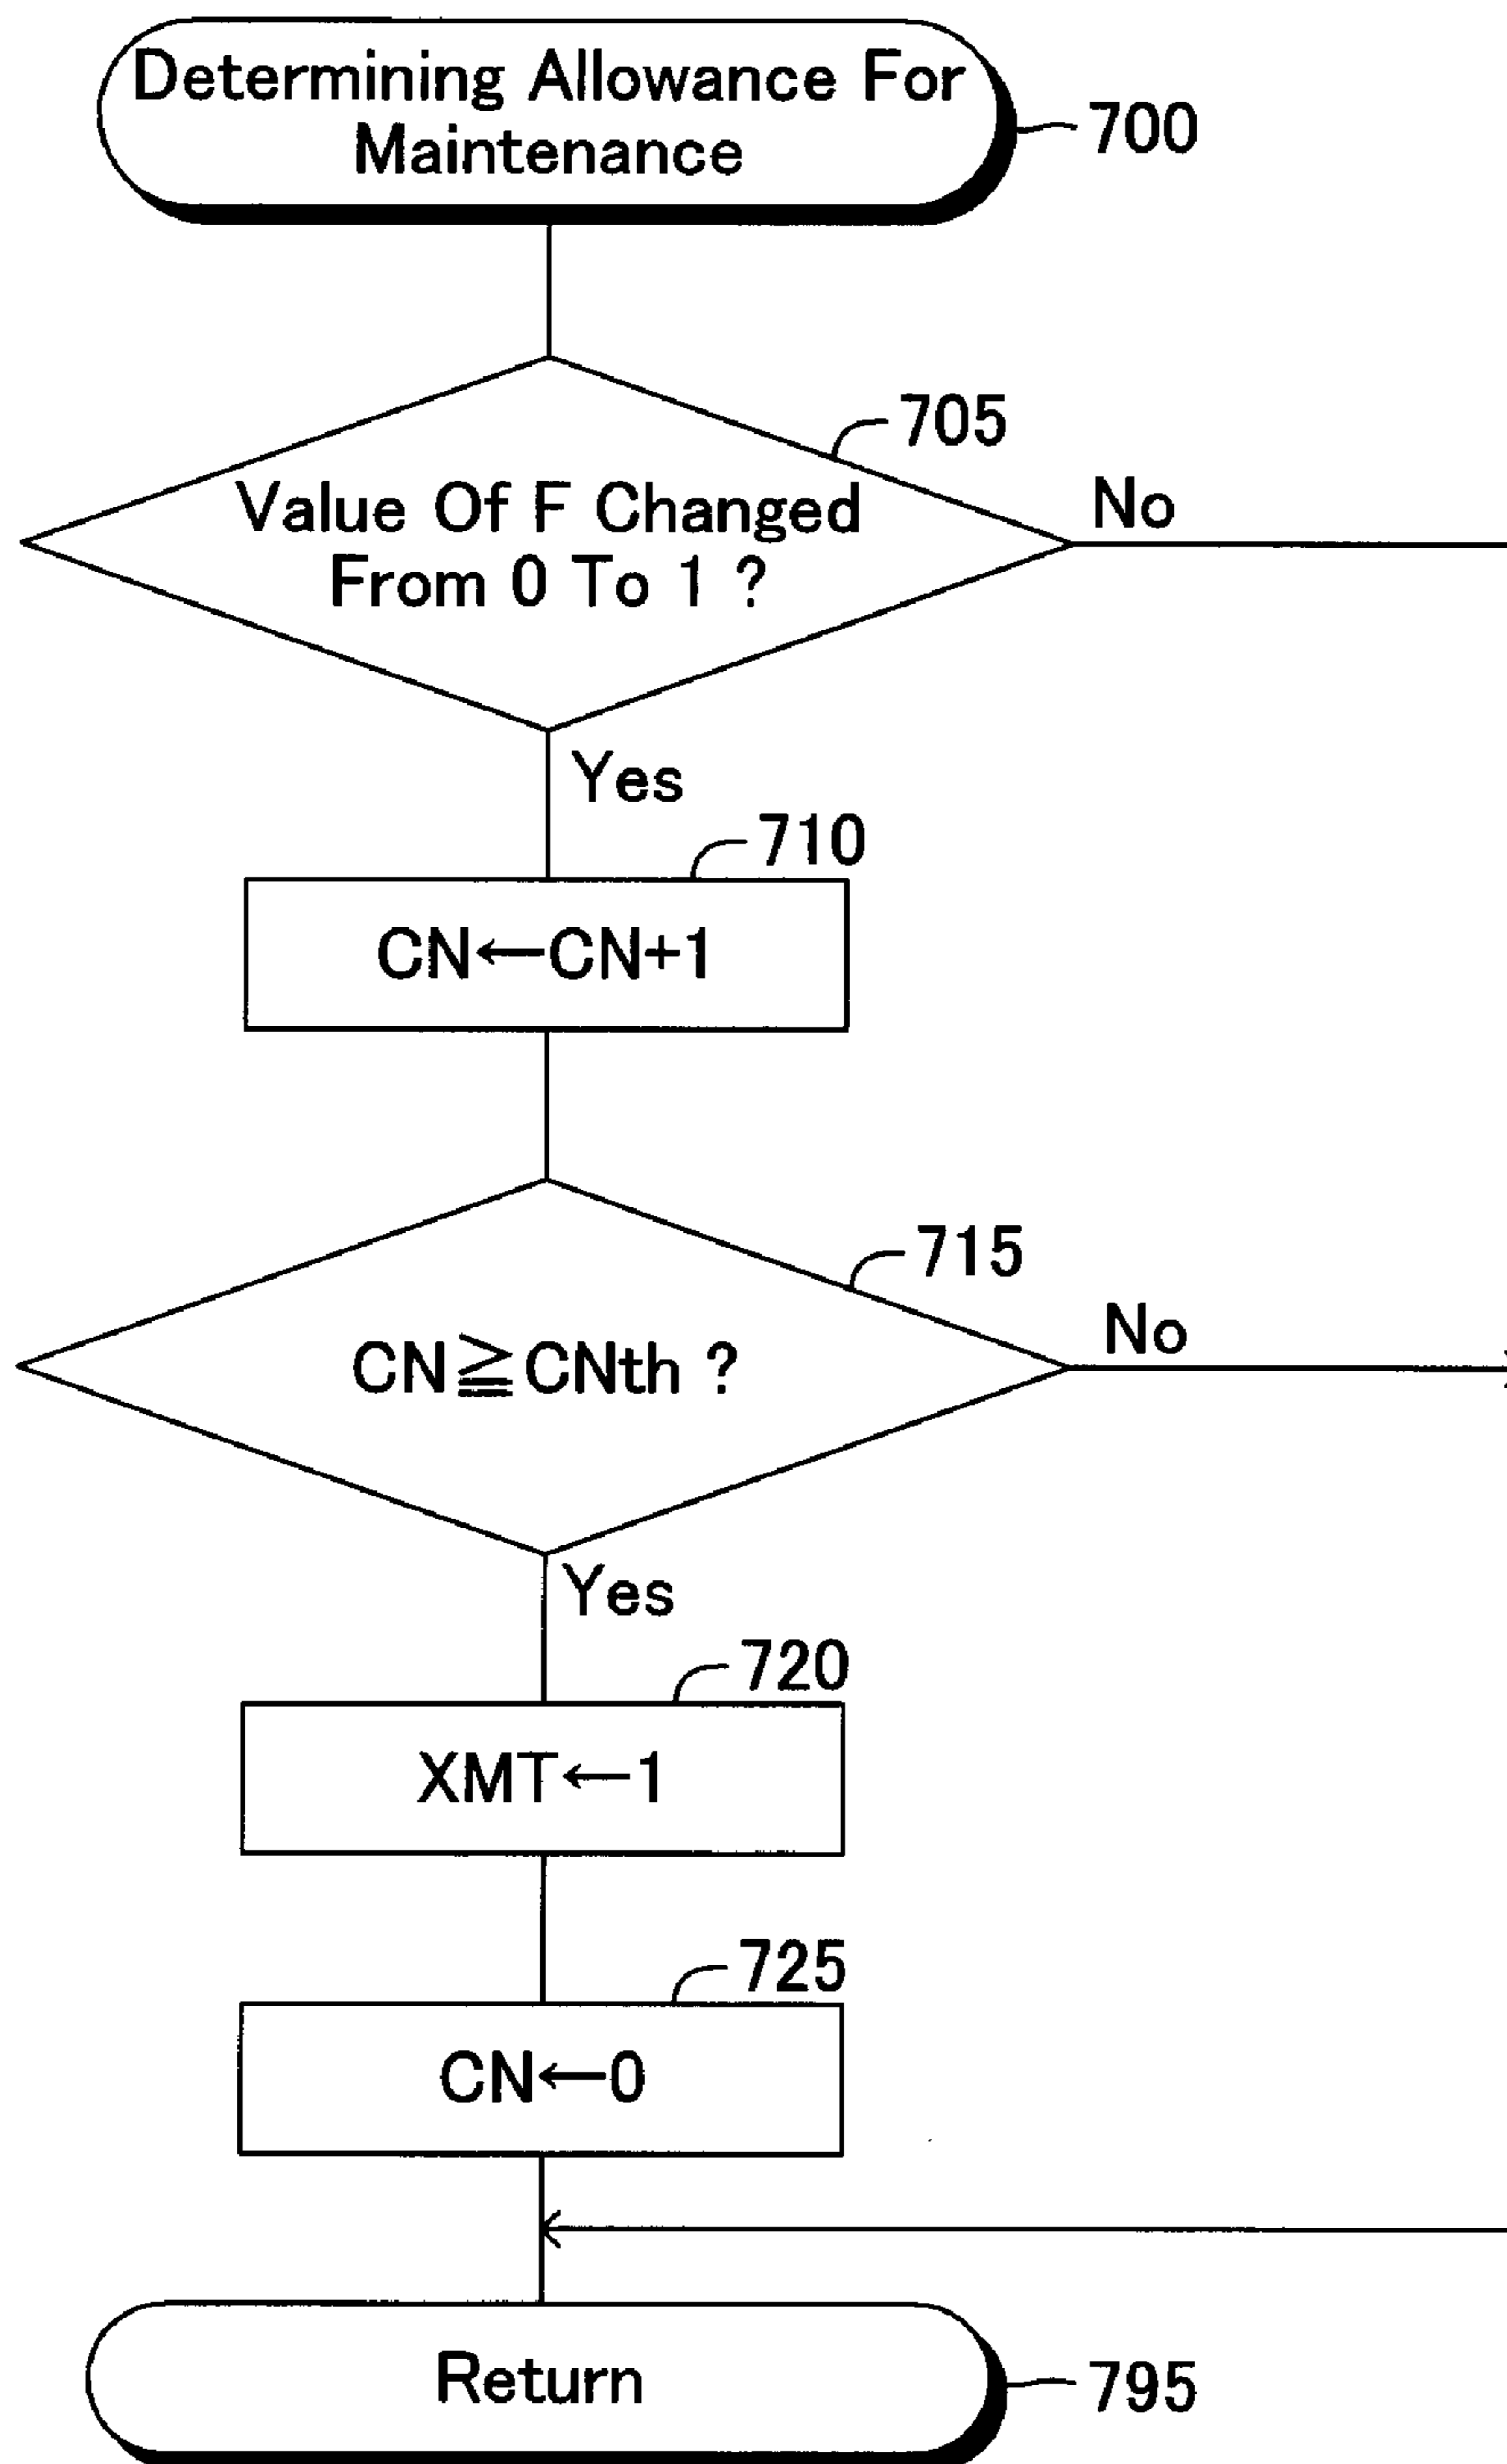 Determining Allowance For
Maintenance
700
705
Value Of F Changed
From 0 To 1 ?
No
Yes
710
CN←CN+1
715
CN≧CNth ?
No
Yes
720
XMT←1
725
CN←0
Return
795